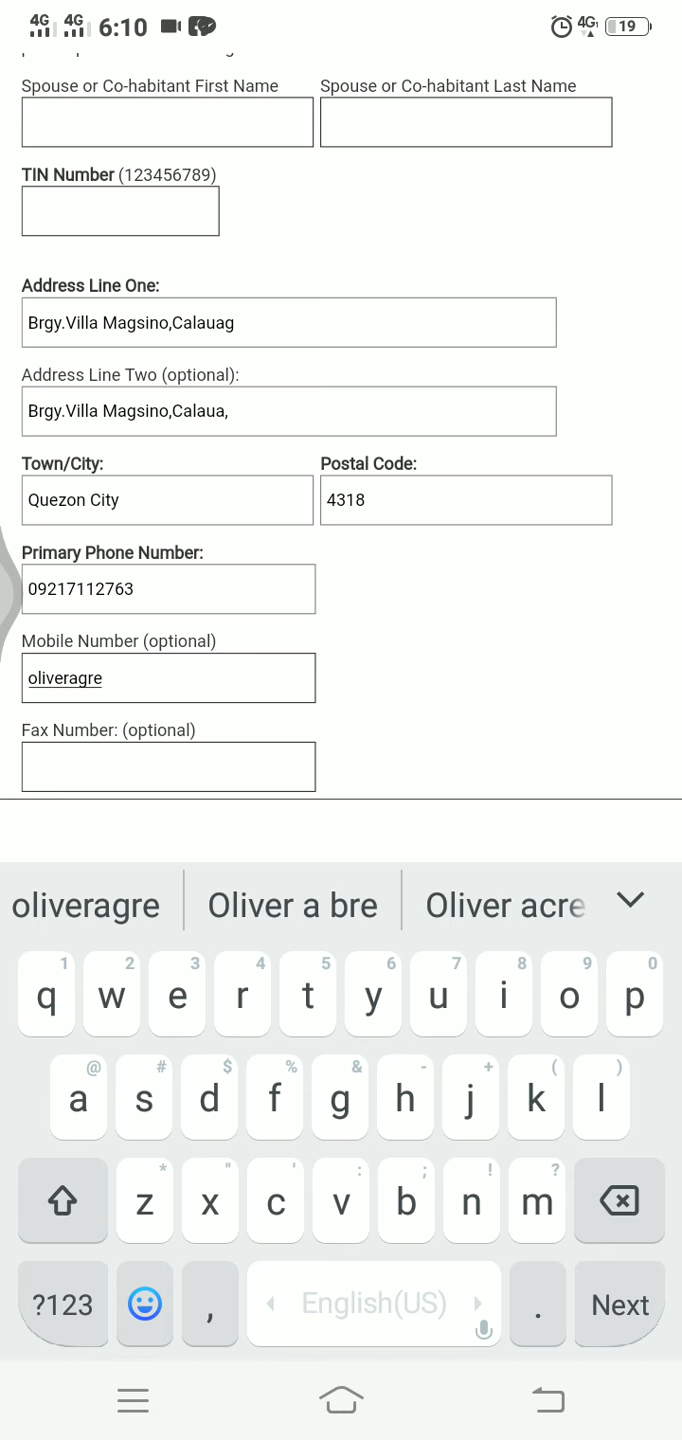 4G 4G 6:10 4G 19
Spouse or Co-habitant First Name Spouse or Co-habitant Last Name
TIN Number (123456789)
Address Line One:
Brgy.Villa Magsino,Calauag
Address Line Two (optional):
Brgy.Villa Magsino,Calaua,
Town/City: Postal Code:
Quezon City 4318
Primary Phone Number:
09217112763
Mobile Number (optional)
oliveragre
Fax Number: (optional)
oliveragre Oliver a bre Oliver acre
1 2 3 4 5 6 7 8 9 0
q w e r t y u i o p
@ # $ % & - + ( )
a s d f g h j k l
* " ' : ; ! ?
z x c v b n m
?123 , English(US) . Next